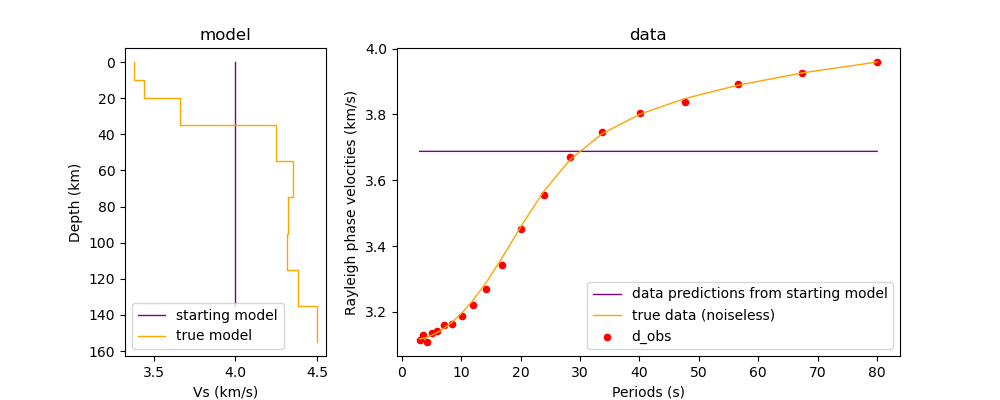 model
0
20
40
60
80
100
120
140
160
Depth (km)
3.5
4.0
4.5
Vs (km/s)
starting model
true model
data
4.0
3.8
3.6
3.4
3.2
Rayleigh phase velocities (km/s)
0
10
20
30
40
50
60
70
80
Periods (s)
data predictions from starting model
true data (noiseless)
d_obs